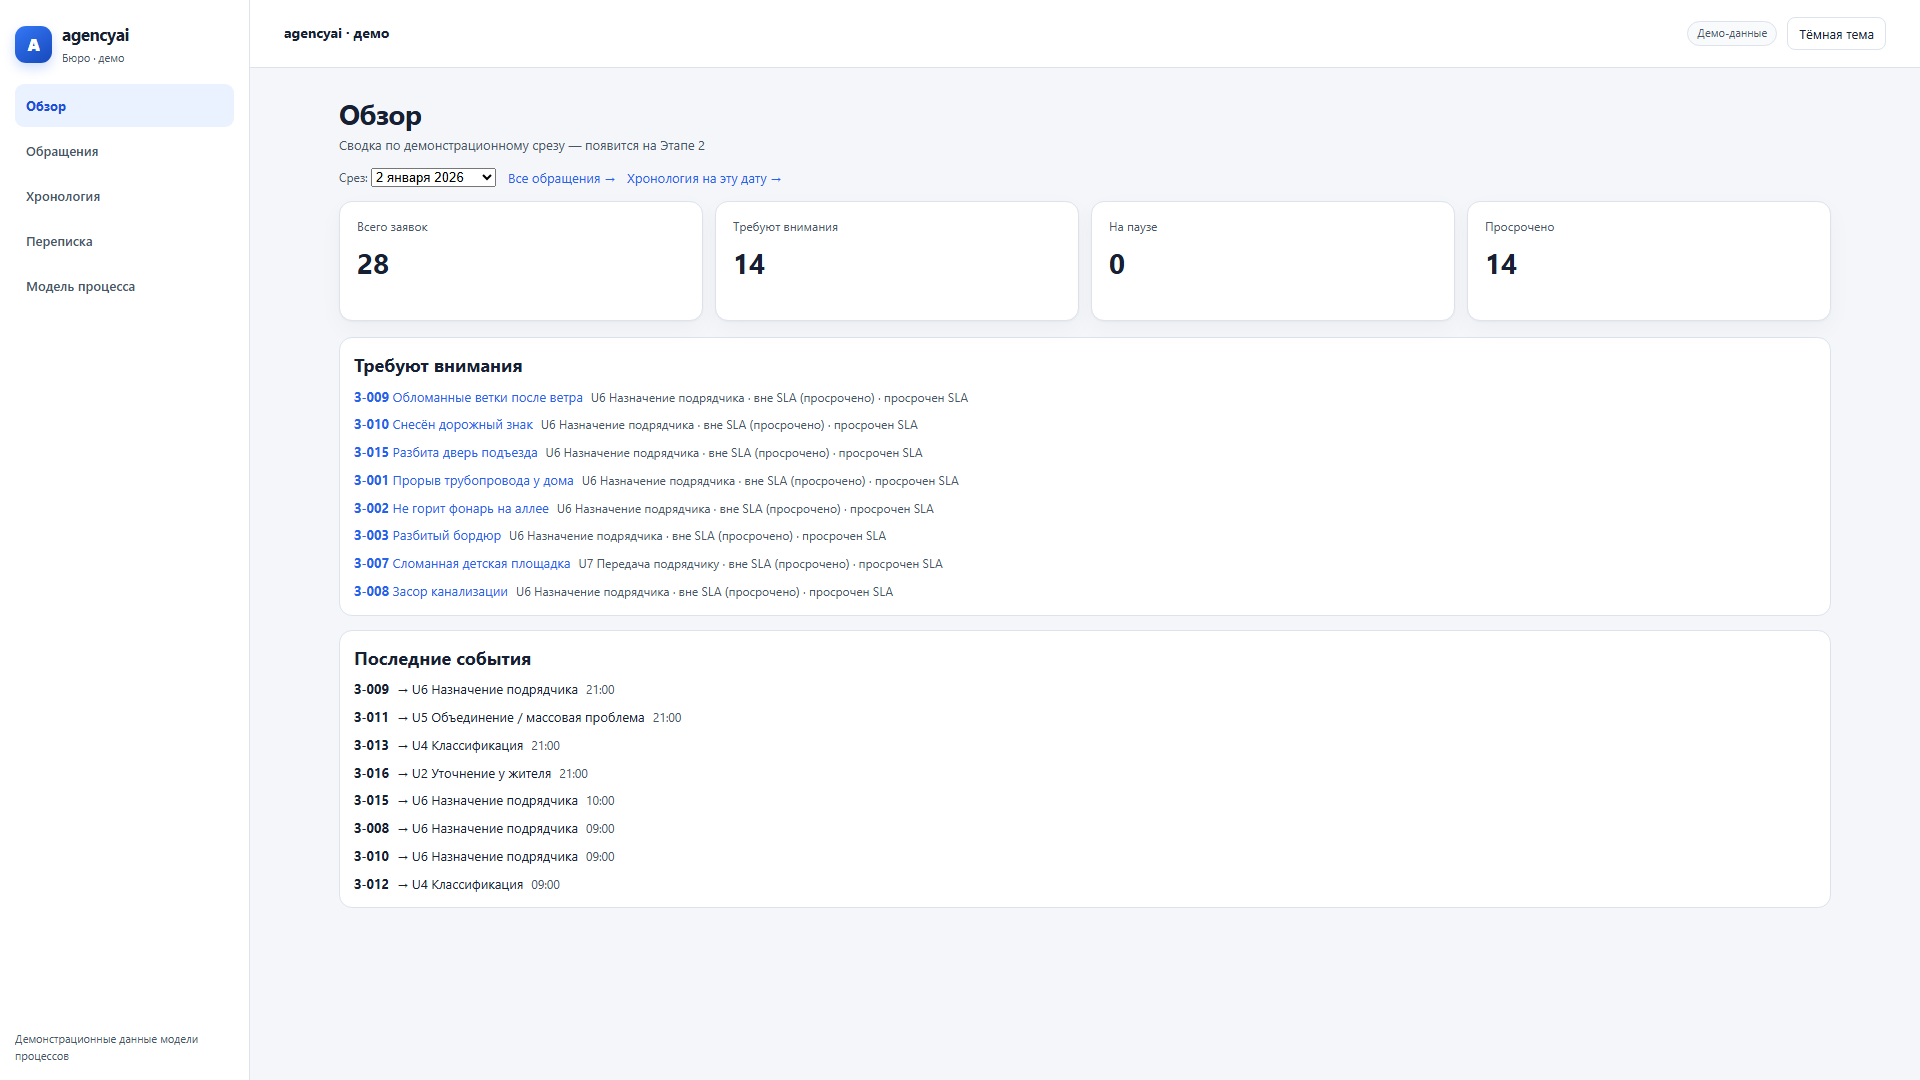 A
agencyai
Бюро · демо
Обзор
Обращения
Хронология
Переписка
Модель процесса
Демонстрационные данные модели
процессов
agencyai · демо
Демо-данные
Тёмная тема
Обзор
Сводка по демонстрационному срезу — появится на Этапе 2
Срез: 2 января 2026 Все обращения → Хронология на эту дату →
Всего заявок
28
Требуют внимания
14
На паузе
0
Просрочено
14
Требуют внимания
З-009 Обломанные ветки после ветра U6 Назначение подрядчика · вне SLA (просрочено) · просрочен SLA
З-010 Снесён дорожный знак U6 Назначение подрядчика · вне SLA (просрочено) · просрочен SLA
З-015 Разбита дверь подъезда U6 Назначение подрядчика · вне SLA (просрочено) · просрочен SLA
З-001 Прорыв трубопровода у дома U6 Назначение подрядчика · вне SLA (просрочено) · просрочен SLA
З-002 Не горит фонарь на аллее U6 Назначение подрядчика · вне SLA (просрочено) · просрочен SLA
З-003 Разбитый бордюр U6 Назначение подрядчика · вне SLA (просрочено) · просрочен SLA
З-007 Сломанная детская площадка U7 Передача подрядчику · вне SLA (просрочено) · просрочен SLA
З-008 Засор канализации U6 Назначение подрядчика · вне SLA (просрочено) · просрочен SLA
Последние события
З-009 → U6 Назначение подрядчика 21:00
З-011 → U5 Объединение / массовая проблема 21:00
З-013 → U4 Классификация 21:00
З-016 → U2 Уточнение у жителя 21:00
З-015 → U6 Назначение подрядчика 10:00
З-008 → U6 Назначение подрядчика 09:00
З-010 → U6 Назначение подрядчика 09:00
З-012 → U4 Классификация 09:00